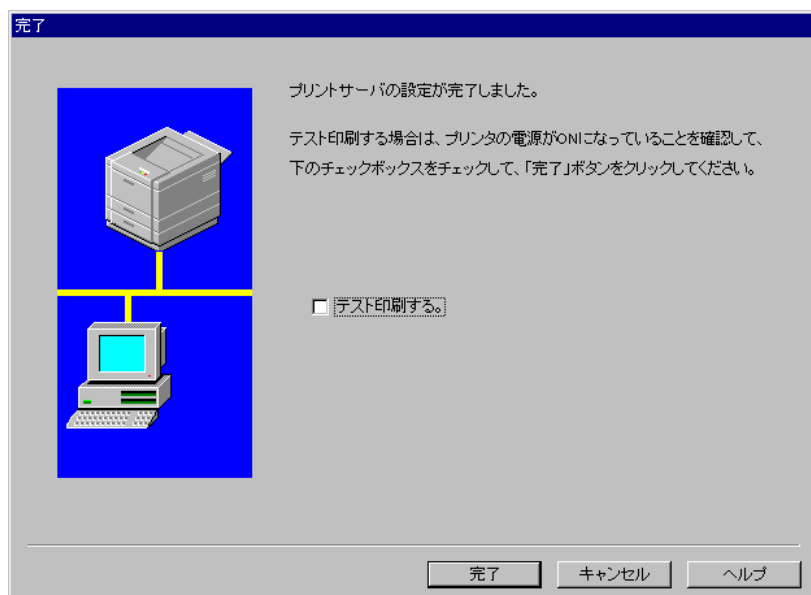 完了
プリントサーバの設定が完了しました。
テスト印刷する場合は、プリンタの電源がONになっていることを確認して、
下のチェックボックスをチェックして、「完了」ボタンをクリックしてください。
テスト印刷する。
完了
キャンセル
ヘルプ